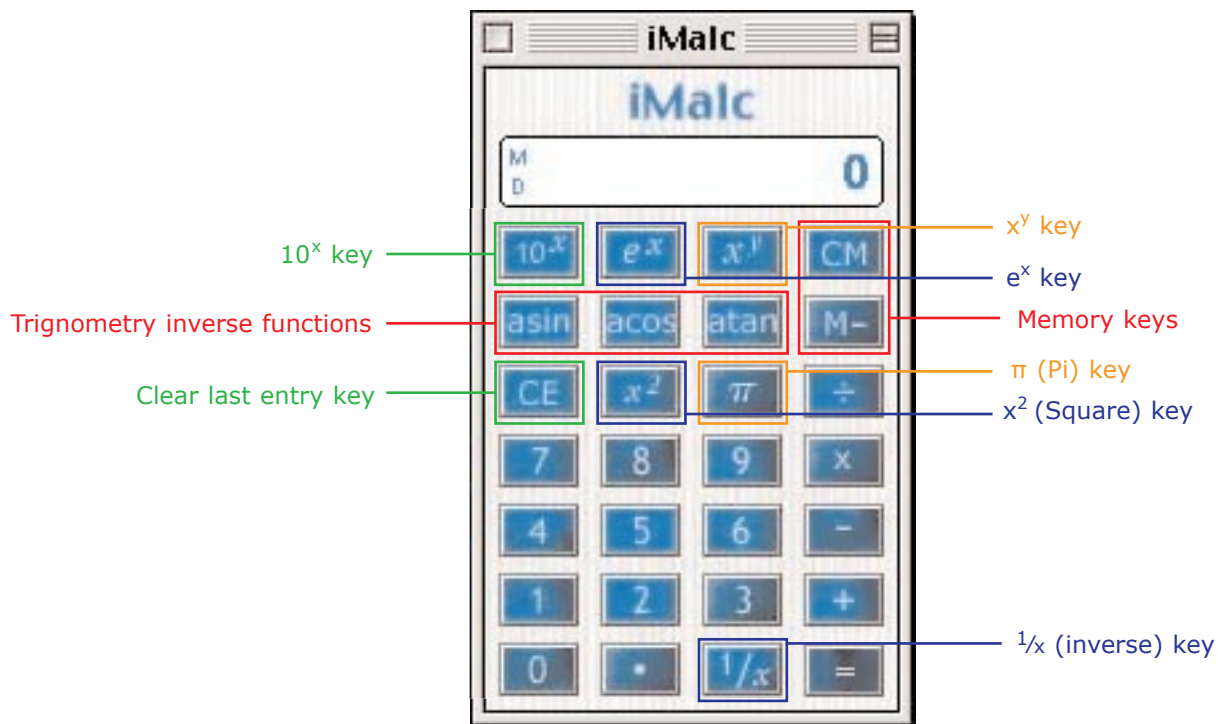 iMalc
iMalc
M
D
0
10ˣ key
10ˣ eˣ xʸ CM
xʸ key
eˣ key
Trignometry inverse functions
asin acos atan M-
Memory keys
Clear last entry key
CE x² π ÷
π (Pi) key
x² (Square) key
7 8 9 x
4 5 6 -
1 2 3 +
0 • 1/x =
1/x (inverse) key